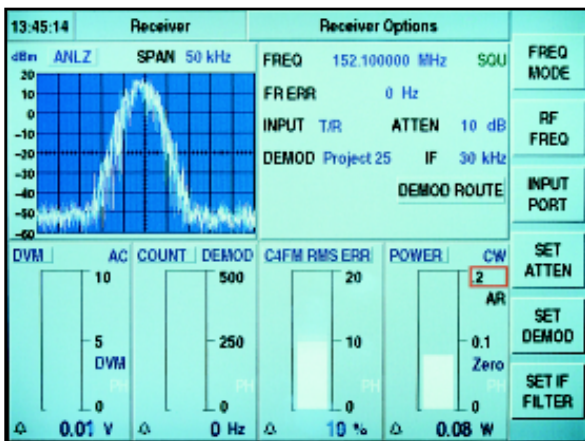 13:45:14 Receiver Receiver Options
dBm ANLZ SPAN 50 kHz
20
10
0
-10
-20
-30
-40
-50
-60
FREQ 152.100000 MHz SQU
FR ERR 0 Hz
INPUT T/R ATTEN 10 dB
DEMOD Project 25 IF 30 kHz
DEMOD ROUTE
DVM AC
10
5
DVM
PH
0
0.01 V
COUNT DEMOD
500
250
PH
0
0 Hz
C4FM RMS ERR
20
10
PH
0
10 %
POWER CW
.2
AR
0.1
Zero
PH
0
0.08 W
FREQ
MODE
RF
FREQ
INPUT
PORT
SET
ATTEN
SET
DEMOD
SET IF
FILTER